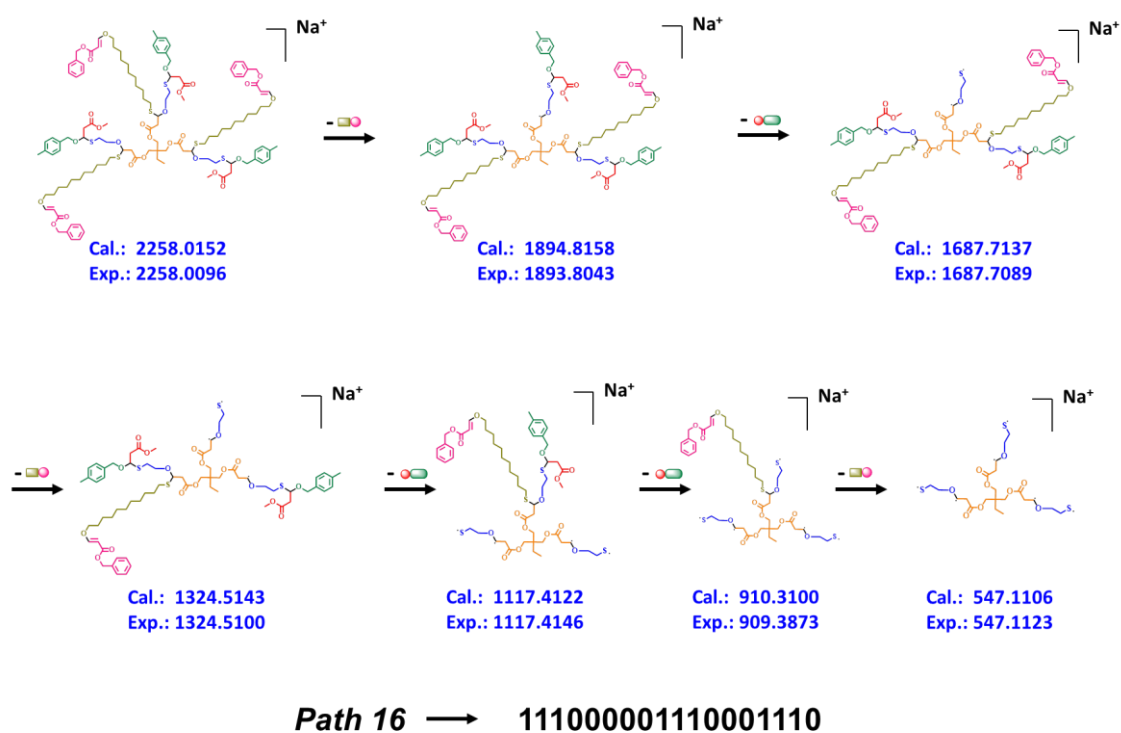 Na+
Na+
Na+
-
-
Cal.: 2258.0152
Exp.: 2258.0096
Cal.: 1894.8158
Exp.: 1893.8043
Cal.: 1687.7137
Exp.: 1687.7089
Na+
Na+
Na+
Na+
-
-
-
-
Cal.: 1324.5143
Exp.: 1324.5100
Cal.: 1117.4122
Exp.: 1117.4146
Cal.: 910.3100
Exp.: 909.3873
Cal.: 547.1106
Exp.: 547.1123
Path 16 → 111000001110001110